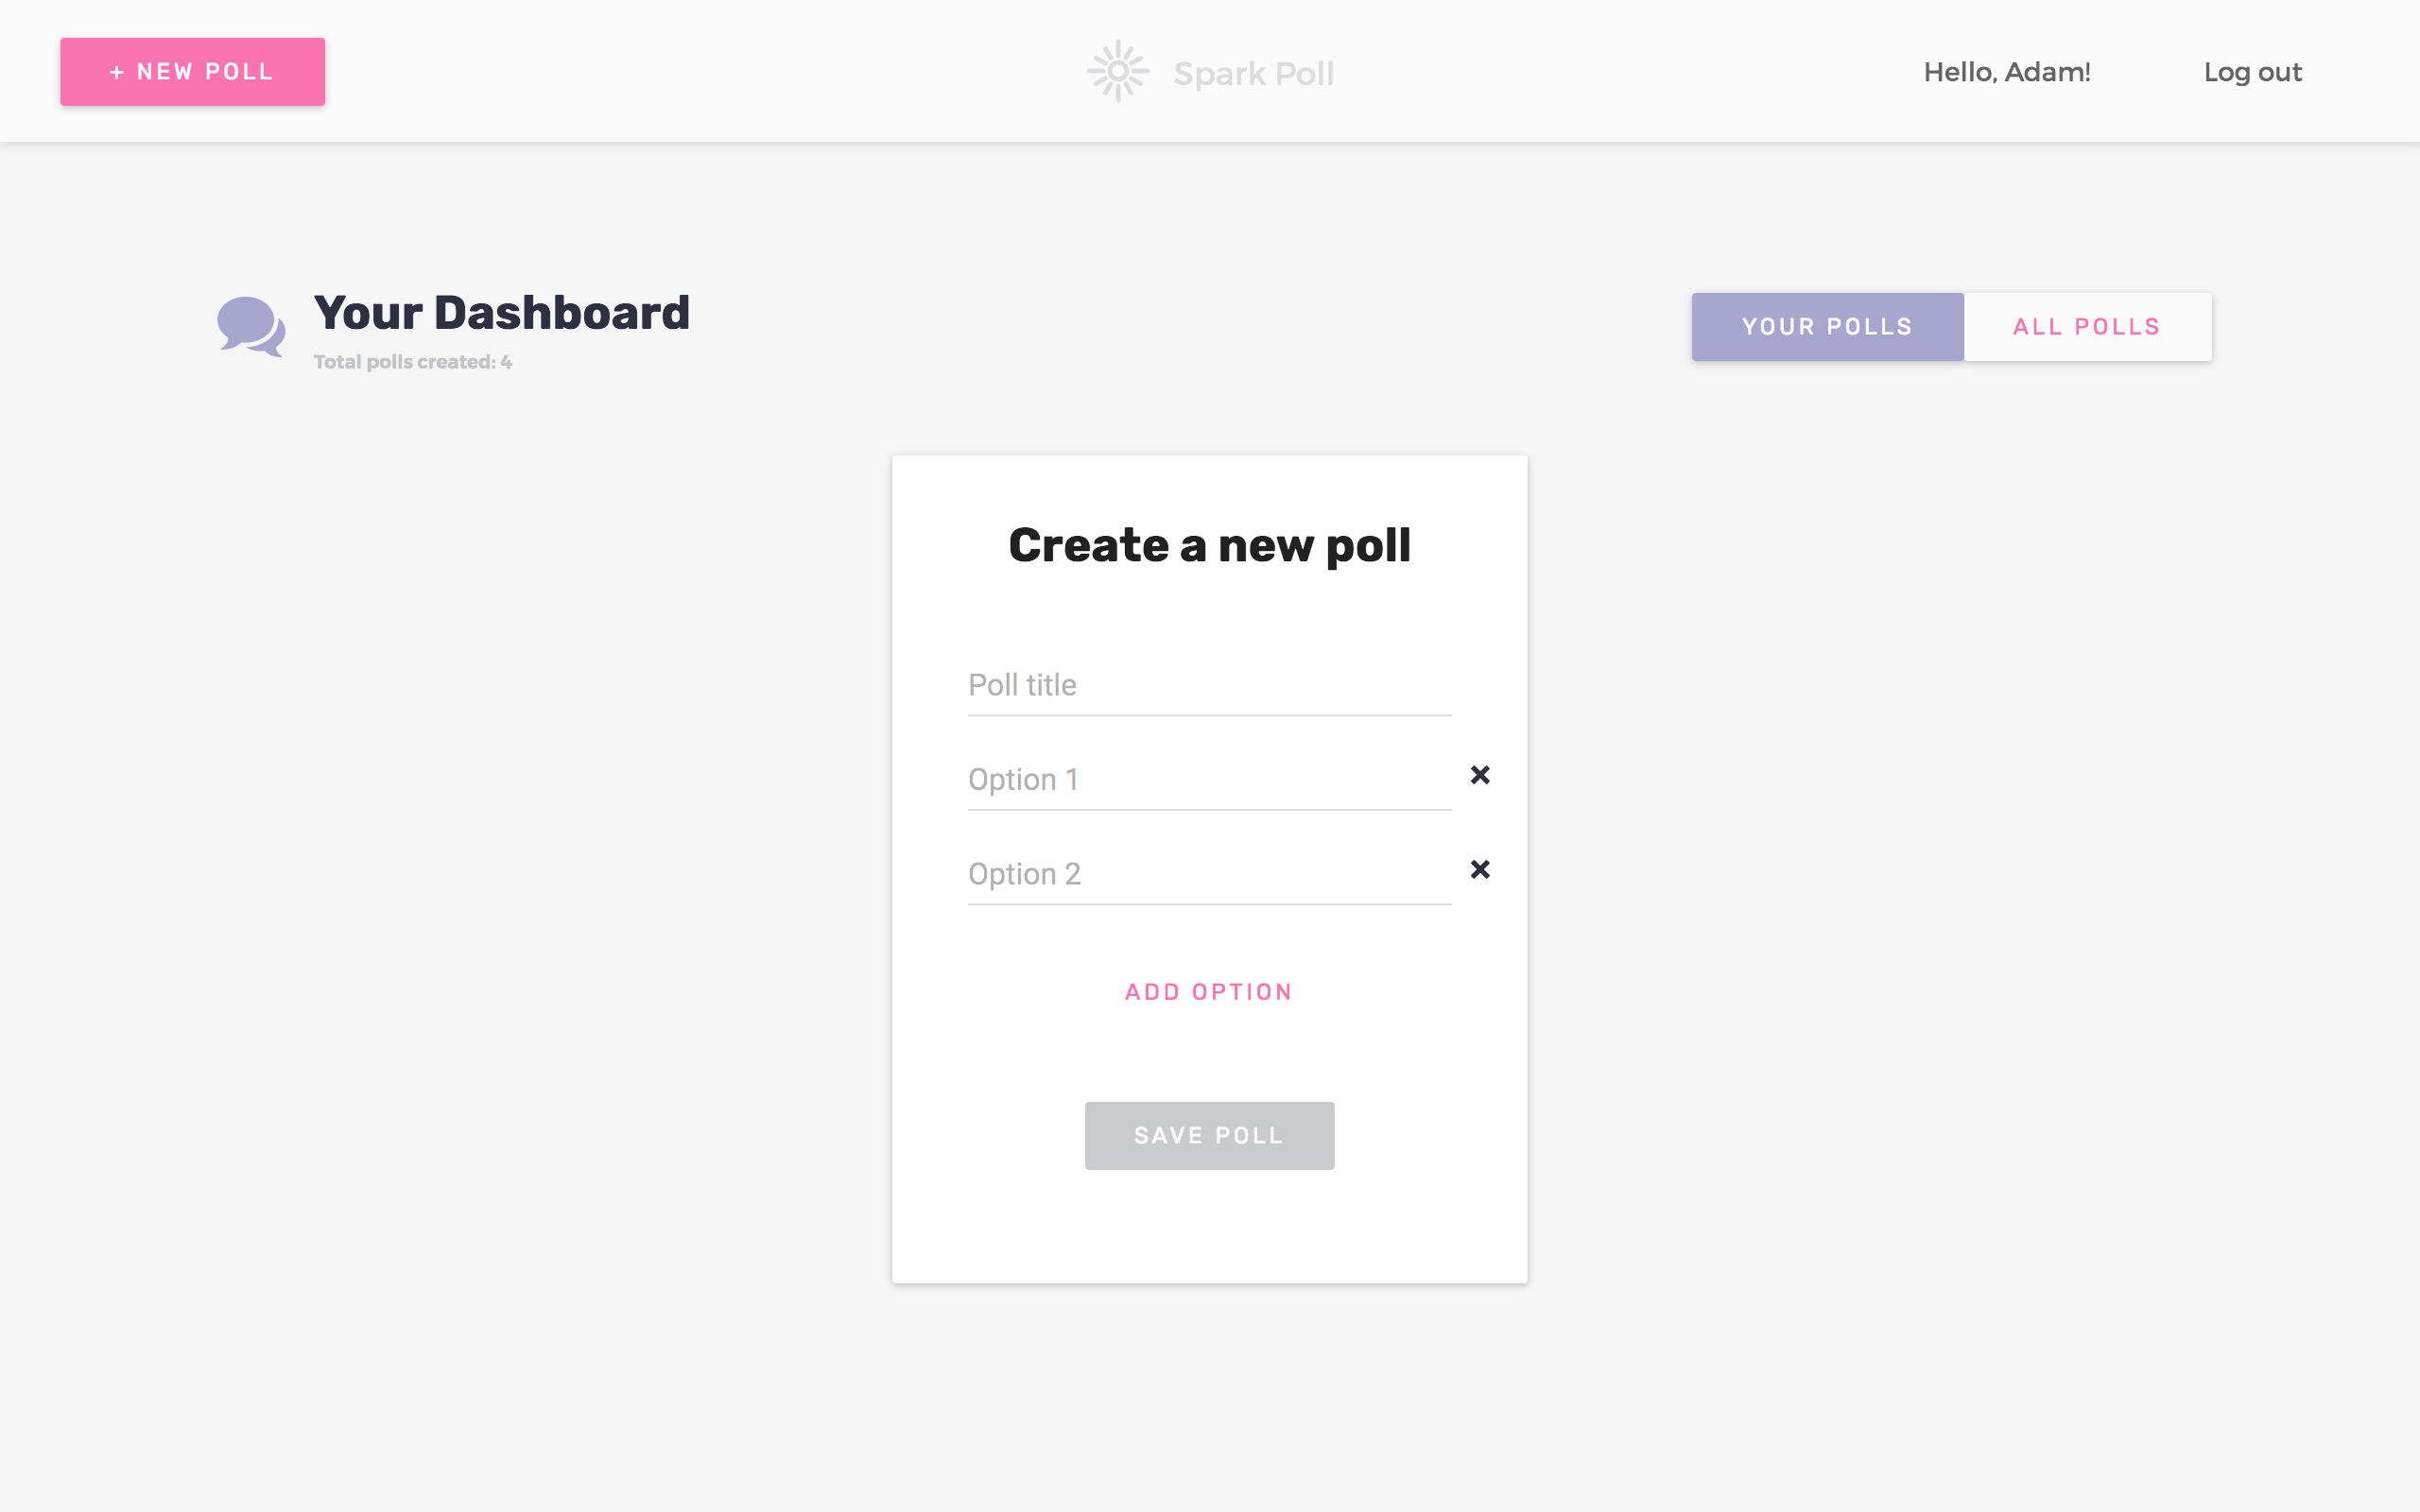 + NEW POLL
Spark Poll
Hello, Adam!
Log out
Your Dashboard
Total polls created: 4
YOUR POLLS
ALL POLLS
Create a new poll
Poll title
Option 1
Option 2
ADD OPTION
SAVE POLL